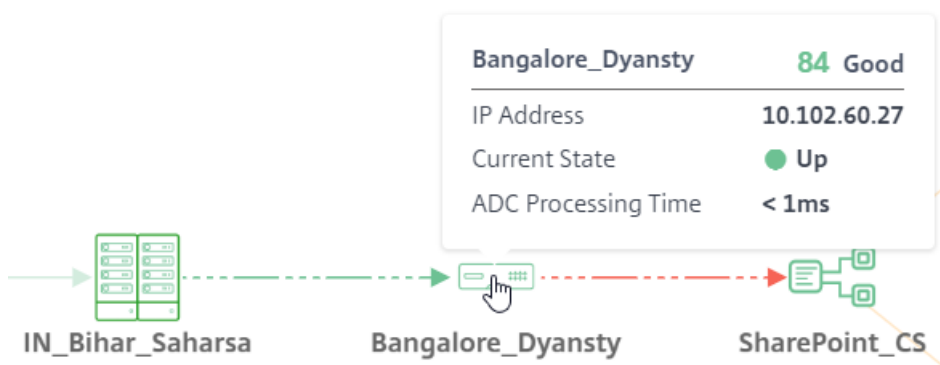 Bangalore_Dyansty 84 Good
IP Address 10.102.60.27
Current State Up
ADC Processing Time < 1ms
IN_Bihar_Saharsa Bangalore_Dyansty SharePoint_CS